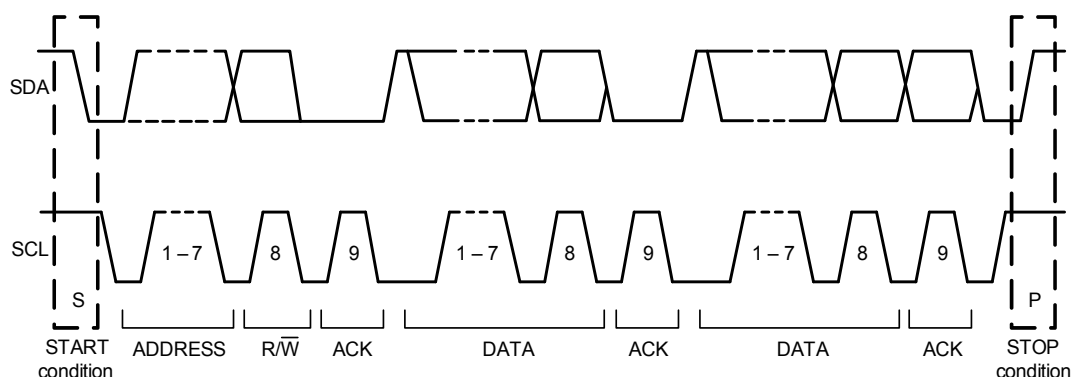 SDA
SCL
1 – 7
8
9
1 – 7
8
9
1 – 7
8
9
S
P
START
condition
ADDRESS
R/W̅
ACK
DATA
ACK
DATA
ACK
STOP
condition